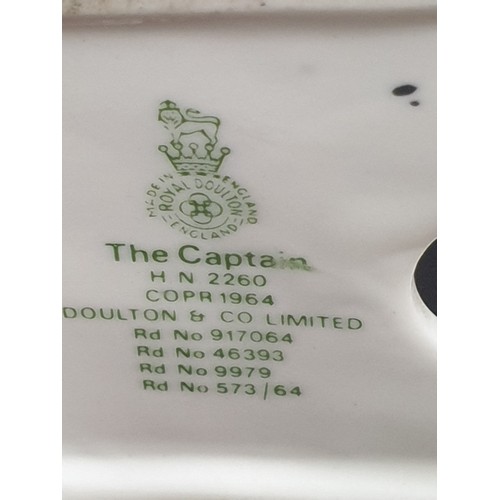 MADE IN ENGLAND
ROYAL DOULTON
ENGLAND
The Captain
H N 2260
COPR 1964
DOULTON & CO LIMITED
Rd No 917064
Rd No 46393
Rd No 9979
Rd No 573/64